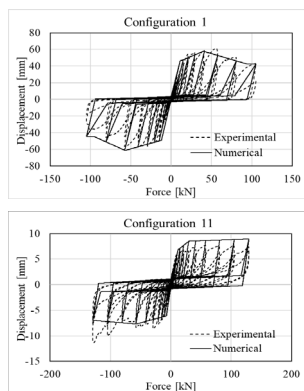 Configuration 1
80
60
40
20
0
-20
-40
-60
-80
Displacement [mm]
Experimental
Numerical
-150 -100 -50 0 50 100 150
Force [kN]
Configuration 11
10
5
0
-5
-10
-15
Displacement [mm]
Experimental
Numerical
-200 -100 0 100 200
Force [kN]